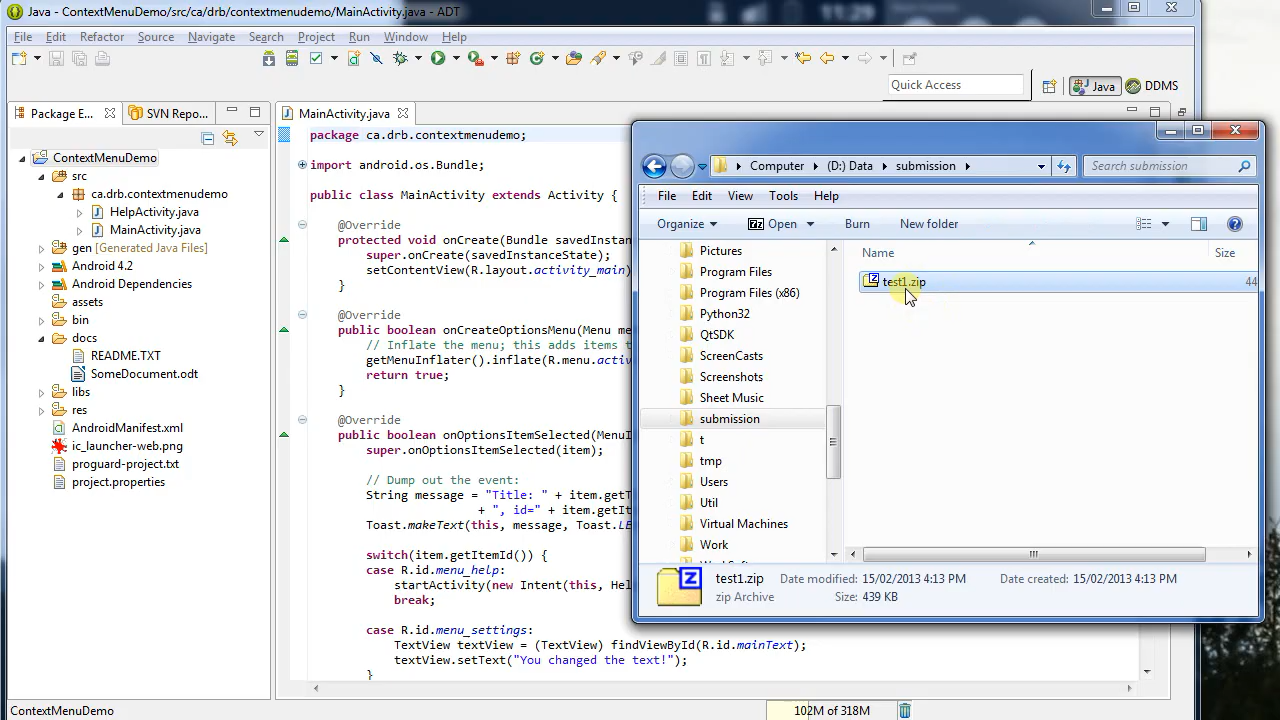 Java - ContextMenuDemo/src/ca/drb/contextmenudemo/MainActivity.java - ADT
11:29
File Edit Refactor Source Navigate Search Project Run Window Help
Quick Access
Java
DDMS
Package E...
SVN Repo...
ContextMenuDemo
src
ca.drb.contextmenudemo
HelpActivity.java
MainActivity.java
gen [Generated Java Files]
Android 4.2
Android Dependencies
assets
bin
docs
README.TXT
SomeDocument.odt
libs
res
AndroidManifest.xml
ic_launcher-web.png
proguard-project.txt
project.properties
MainActivity.java
package ca.drb.contextmenudemo;
import android.os.Bundle;
public class MainActivity extends Activity {
@Override
protected void onCreate(Bundle savedInstanc
super.onCreate(savedInstanceState);
setContentView(R.layout.activity_main)
}
@Override
public boolean onCreateOptionsMenu(Menu me
// Inflate the menu; this adds items t
getMenuInflater().inflate(R.menu.activ
return true;
}
@Override
public boolean onOptionsItemSelected(MenuI
super.onOptionsItemSelected(item);
// Dump out the event:
String message = "Title: " + item.getT
+ ", id=" + item.getIt
Toast.makeText(this, message, Toast.LE
switch(item.getItemId()) {
case R.id.menu_help:
startActivity(new Intent(this, Hel
break;
case R.id.menu_settings:
TextView textView = (TextView) findViewById(R.id.mainText);
textView.setText("You changed the text!");
}
Computer (D:) Data submission
Search submission
File Edit View Tools Help
Organize Open Burn New folder
Pictures
Program Files
Program Files (x86)
Python32
QtSDK
ScreenCasts
Screenshots
Sheet Music
submission
t
tmp
Users
Util
Virtual Machines
Work
Name Size
test1.zip 44
test1.zip Date modified: 15/02/2013 4:13 PM Date created: 15/02/2013 4:13 PM
zip Archive Size: 439 KB
ContextMenuDemo
102M of 318M